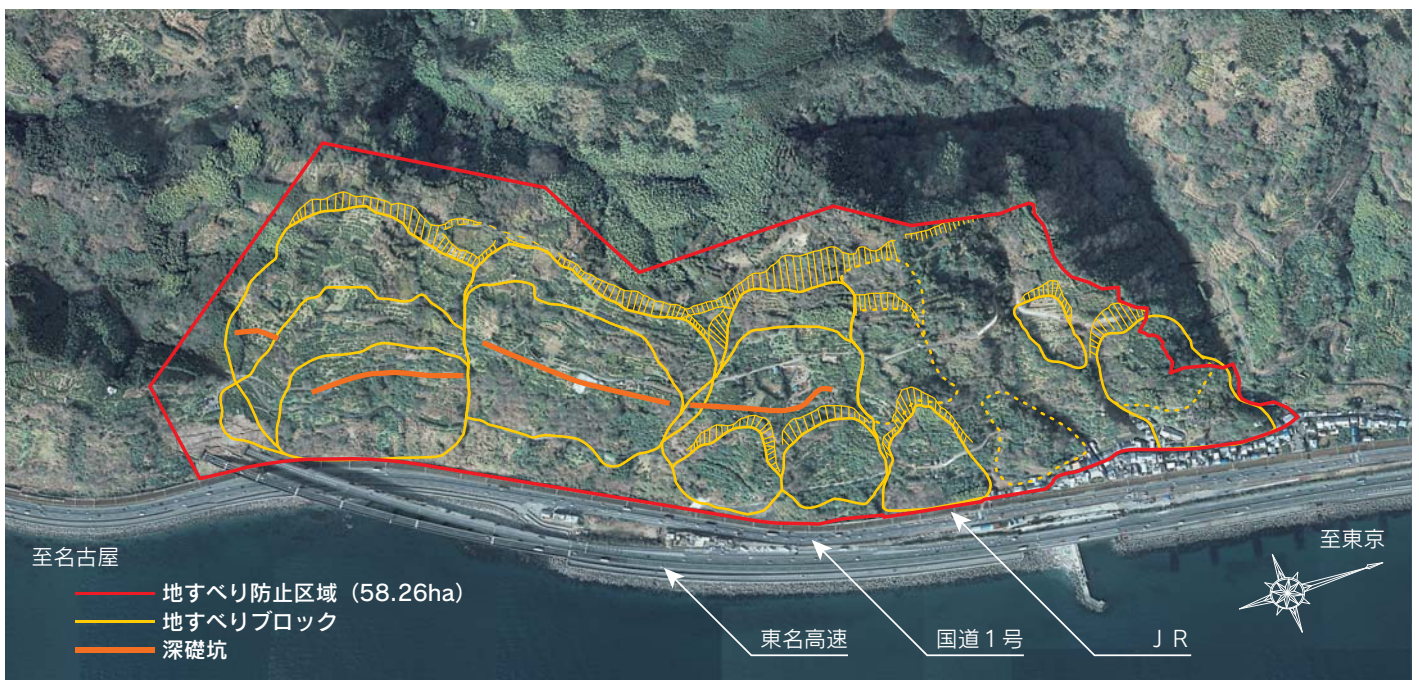 至名古屋
至東京
地すべり防止区域（58.26ha）
地すべりブロック
深礎坑
東名高速
国道１号
ＪＲ